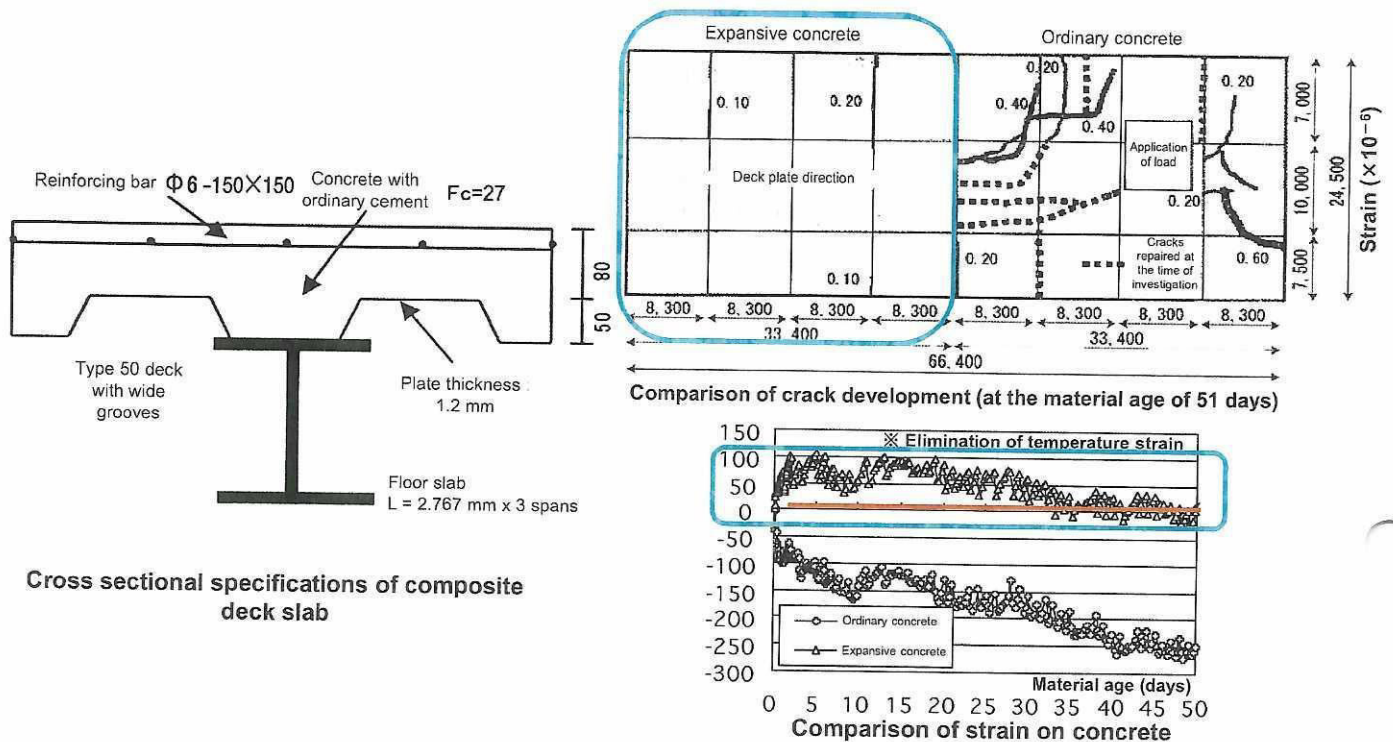 Reinforcing bar Φ6-150×150
Concrete with
ordinary cement
Fc=27
80
50
Type 50 deck
with wide
grooves
Plate thickness
1.2 mm
Floor slab
L = 2.767 mm x 3 spans
Cross sectional specifications of composite
deck slab
Expansive concrete
Ordinary concrete
0.10
0.20
0.20
0.40
0.40
0.20
Application
of load
Deck plate direction
0.20
0.10
0.20
0.60
Cracks
repaired at
the time of
investigation
7,000
10,000
7,500
24,500
8,300 8,300 8,300 8,300 8,300 8,300 8,300 8,300
33,400 33,400
66,400
Comparison of crack development (at the material age of 51 days)
Strain (×10⁻⁶)
※ Elimination of temperature strain
150
100
50
0
-50
-100
-150
-200
-250
-300
Ordinary concrete
Expansive concrete
Material age (days)
0 5 10 15 20 25 30 35 40 45 50
Comparison of strain on concrete